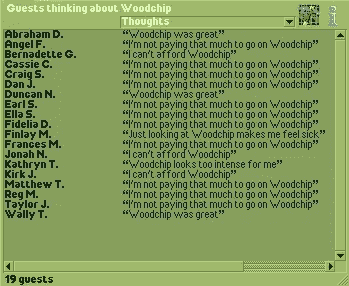 Guests thinking about Woodchip
Thoughts
Abraham D. “Woodchip was great”
Angel F. “I'm not paying that much to go on Woodchip”
Bernadette G. “I can't afford Woodchip”
Cassie C. “I'm not paying that much to go on Woodchip”
Craig S. “I'm not paying that much to go on Woodchip”
Dan J. “I'm not paying that much to go on Woodchip”
Duncan N. “Woodchip was great”
Earl S. “I'm not paying that much to go on Woodchip”
Ella S. “I'm not paying that much to go on Woodchip”
Fidelia D. “I'm not paying that much to go on Woodchip”
Finlay M. “Just looking at Woodchip makes me feel sick”
Frances M. “I'm not paying that much to go on Woodchip”
Jonah N. “I can't afford Woodchip”
Kathryn T. “Woodchip looks too intense for me”
Kirk J. “I can't afford Woodchip”
Matthew T. “I'm not paying that much to go on Woodchip”
Reg M. “I'm not paying that much to go on Woodchip”
Taylor J. “I'm not paying that much to go on Woodchip”
Wally T. “Woodchip was great”
19 guests